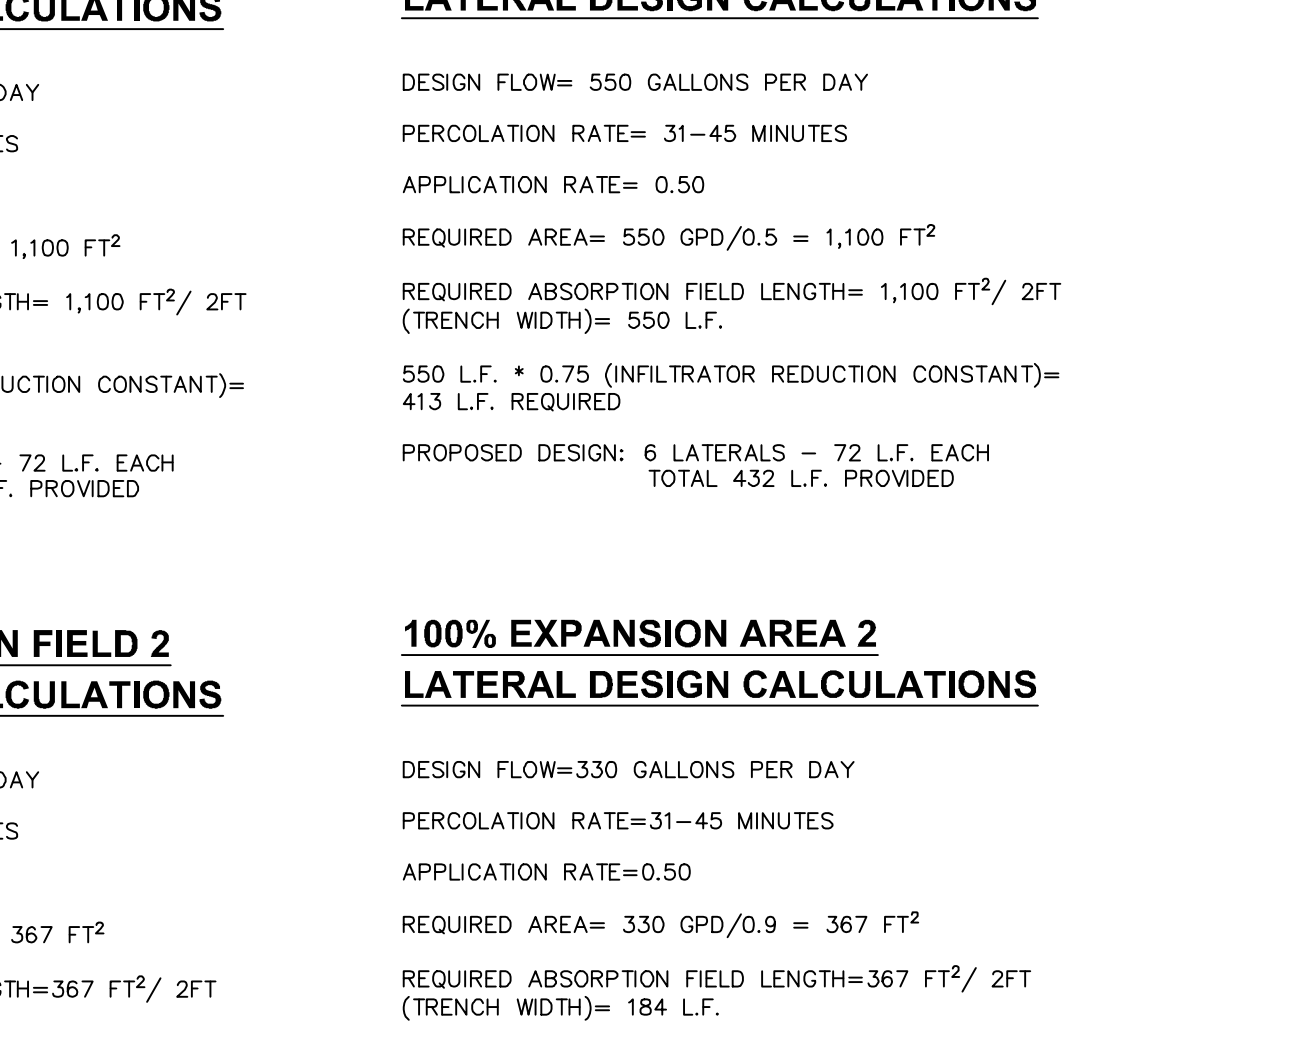 CULATIONS
DAY
ES
1,100 FT²
GTH= 1,100 FT²/ 2FT
UCTION CONSTANT)=
- 72 L.F. EACH
F. PROVIDED
LATERAL DESIGN CALCULATIONS
DESIGN FLOW= 550 GALLONS PER DAY
PERCOLATION RATE= 31-45 MINUTES
APPLICATION RATE= 0.50
REQUIRED AREA= 550 GPD/0.5 = 1,100 FT²
REQUIRED ABSORPTION FIELD LENGTH= 1,100 FT²/ 2FT
(TRENCH WIDTH)= 550 L.F.
550 L.F. * 0.75 (INFILTRATOR REDUCTION CONSTANT)=
413 L.F. REQUIRED
PROPOSED DESIGN: 6 LATERALS - 72 L.F. EACH
TOTAL 432 L.F. PROVIDED
N FIELD 2
LCULATIONS
DAY
ES
367 FT²
GTH=367 FT²/ 2FT
100% EXPANSION AREA 2
LATERAL DESIGN CALCULATIONS
DESIGN FLOW=330 GALLONS PER DAY
PERCOLATION RATE=31-45 MINUTES
APPLICATION RATE=0.50
REQUIRED AREA= 330 GPD/0.9 = 367 FT²
REQUIRED ABSORPTION FIELD LENGTH=367 FT²/ 2FT
(TRENCH WIDTH)= 184 L.F.